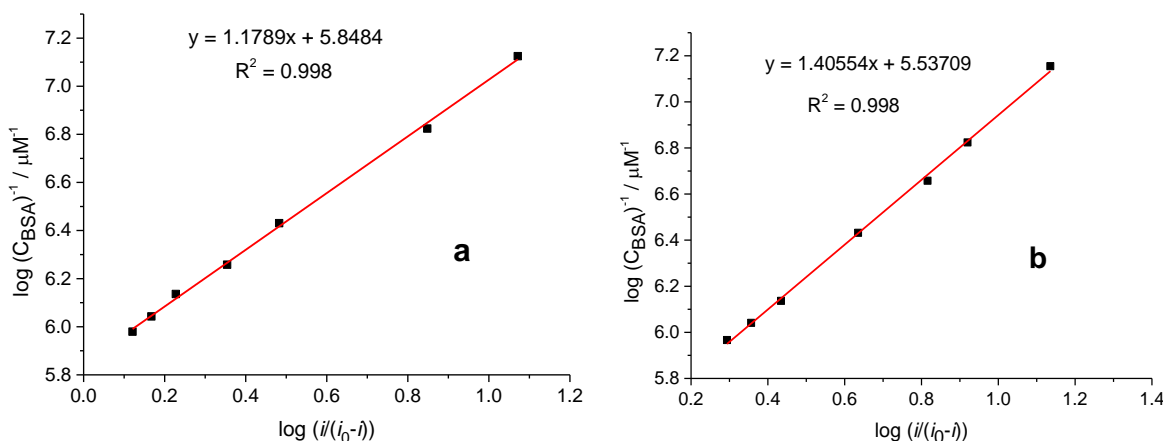 y = 1.1789x + 5.8484
R² = 0.998
7.2
7.0
6.8
6.6
6.4
6.2
6.0
5.8
0.0 0.2 0.4 0.6 0.8 1.0 1.2
log (C_BSA)⁻¹ / μM⁻¹
log (i/(i₀-i))
a
y = 1.40554x + 5.53709
R² = 0.998
7.2
7.0
6.8
6.6
6.4
6.2
6.0
5.8
0.2 0.4 0.6 0.8 1.0 1.2 1.4
log (C_BSA)⁻¹ / μM⁻¹
log (i/(i₀-i))
b